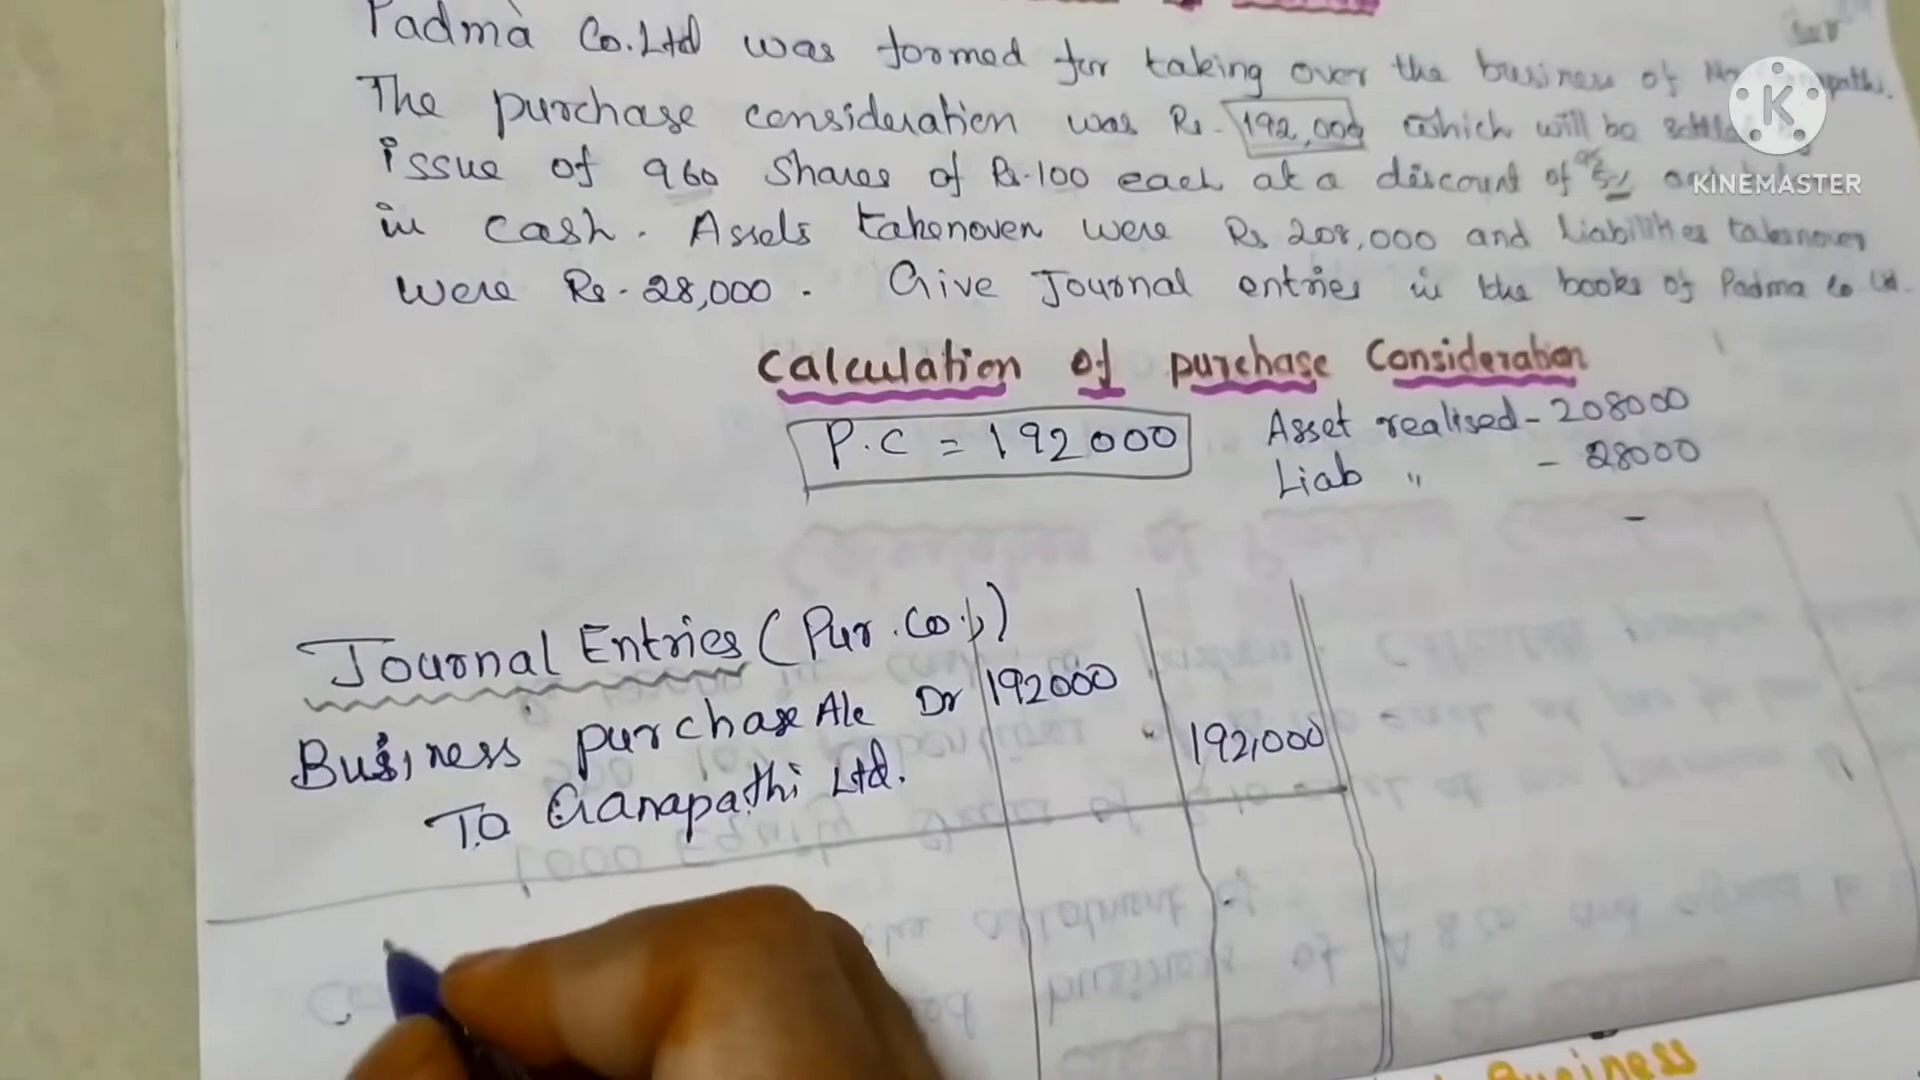 Padma Co.Ltd was formed for taking over the business of
The purchase consideration was Rs. 192,000 which will be
issue of 960 Shares of Rs.100 each at a discount of 5%
in cash. Assets takenover were Rs 208,000 and liabilities takenover
were Rs. 28,000. Give Journal entries in the books of Padma Co Ltd.
Calculation of purchase Consideration
P.C = 192000
Asset realised - 208000
Liab " - 28000
-
Journal Entries (Pur. Co.)
Business purchase A/c Dr 192000
To Ganapathi Ltd. 192,000
Business
K
KINEMASTER